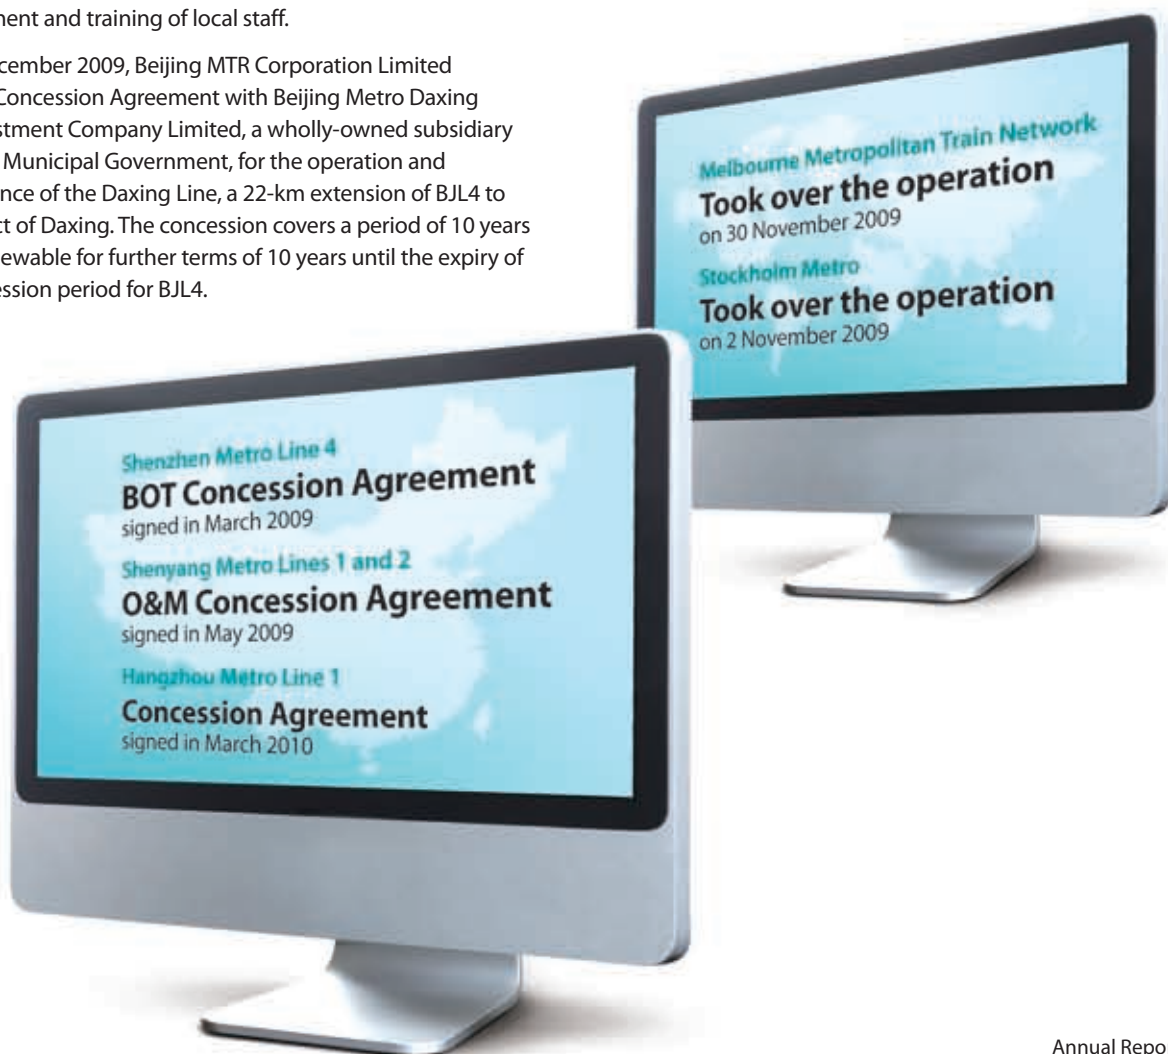 ment and training of local staff.
cember 2009, Beijing MTR Corporation Limited
Concession Agreement with Beijing Metro Daxing
stment Company Limited, a wholly-owned subsidiary
Municipal Government, for the operation and
nce of the Daxing Line, a 22-km extension of BJL4 to
ct of Daxing. The concession covers a period of 10 years
ewable for further terms of 10 years until the expiry of
ession period for BJL4.
Melbourne Metropolitan Train Network
Took over the operation
on 30 November 2009
Stockholm Metro
Took over the operation
on 2 November 2009
Shenzhen Metro Line 4
BOT Concession Agreement
signed in March 2009
Shenyang Metro Lines 1 and 2
O&M Concession Agreement
signed in May 2009
Hangzhou Metro Line 1
Concession Agreement
signed in March 2010
Annual Repo